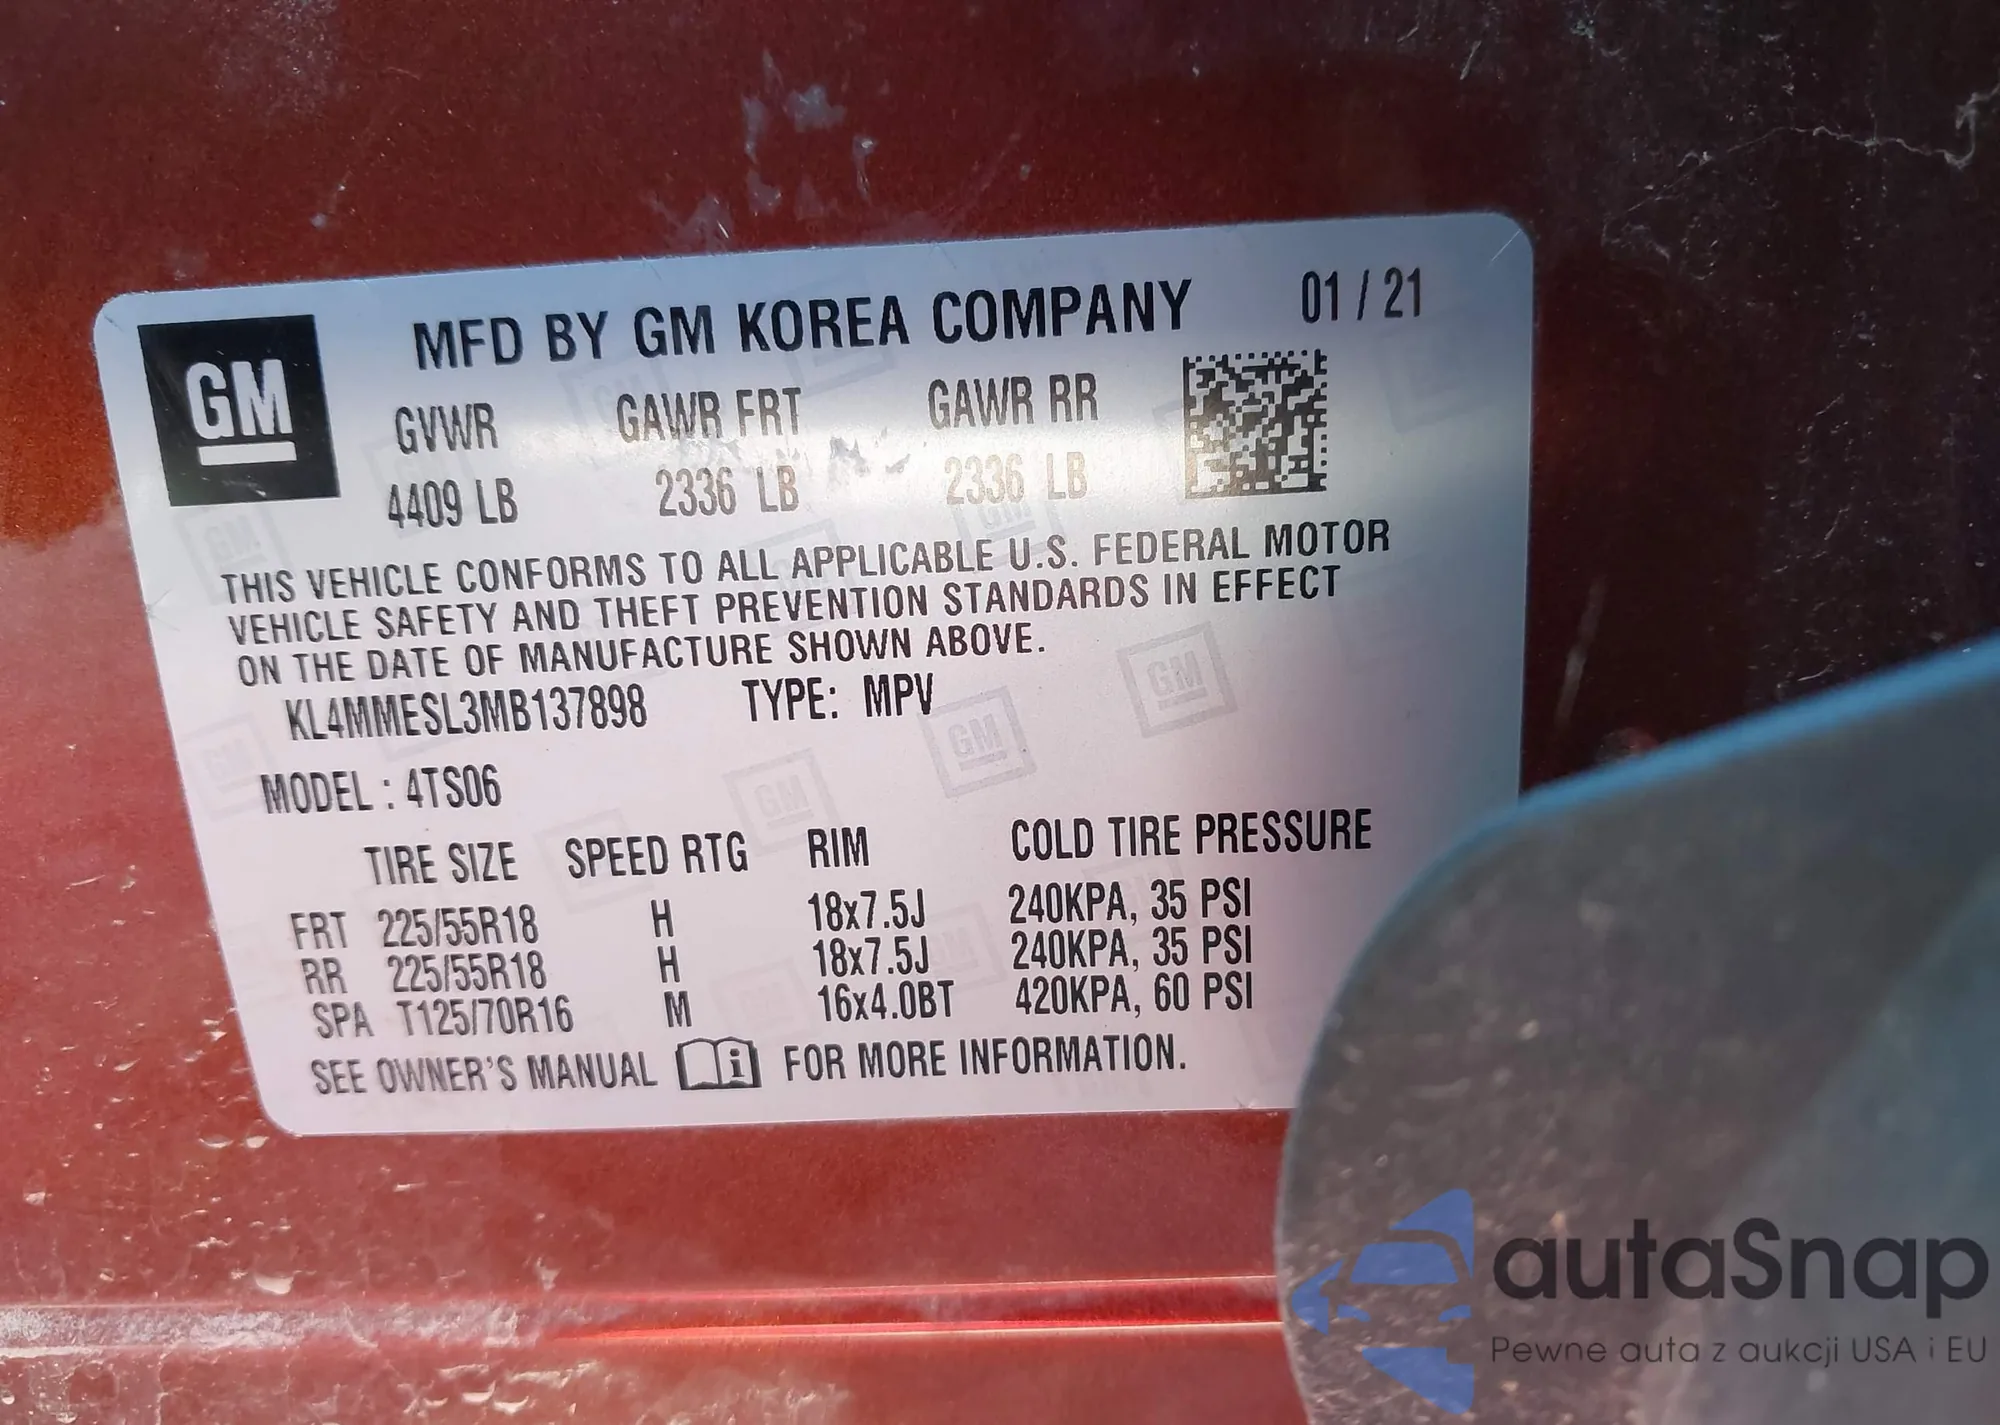 GM
MFD BY GM KOREA COMPANY 01 / 21
GVWR GAWR FRT GAWR RR
4409 LB 2336 LB 2336 LB
THIS VEHICLE CONFORMS TO ALL APPLICABLE U.S. FEDERAL MOTOR
VEHICLE SAFETY AND THEFT PREVENTION STANDARDS IN EFFECT
ON THE DATE OF MANUFACTURE SHOWN ABOVE.
KL4MMESL3MB137898 TYPE: MPV
MODEL : 4TS06
TIRE SIZE SPEED RTG RIM COLD TIRE PRESSURE
FRT 225/55R18 H 18x7.5J 240KPA, 35 PSI
RR 225/55R18 H 18x7.5J 240KPA, 35 PSI
SPA T125/70R16 M 16x4.0BT 420KPA, 60 PSI
SEE OWNER'S MANUAL i FOR MORE INFORMATION.
autaSnap
Pewne auta z aukcji USA i EU